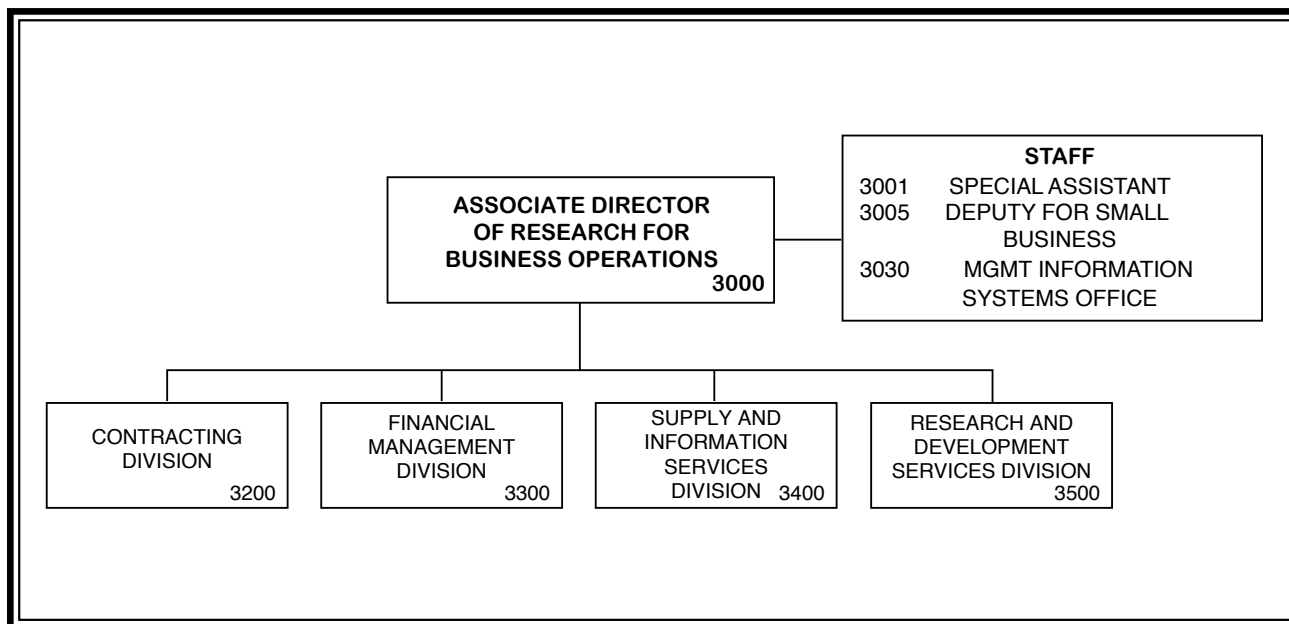 ASSOCIATE DIRECTOR
OF RESEARCH FOR
BUSINESS OPERATIONS
3000
STAFF
3001 SPECIAL ASSISTANT
3005 DEPUTY FOR SMALL
BUSINESS
3030 MGMT INFORMATION
SYSTEMS OFFICE
CONTRACTING
DIVISION
3200
FINANCIAL
MANAGEMENT
DIVISION
3300
SUPPLY AND
INFORMATION
SERVICES
DIVISION 3400
RESEARCH AND
DEVELOPMENT
SERVICES DIVISION
3500